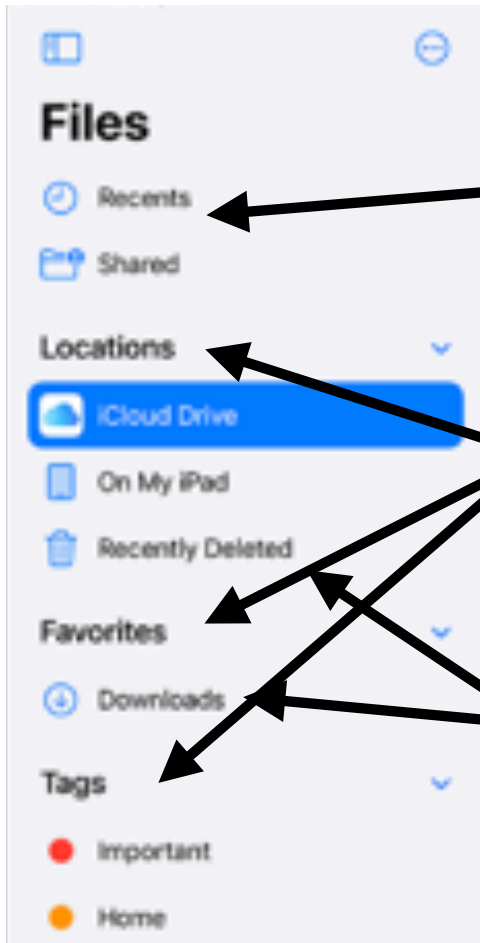 Files
Recents
Shared
Locations
iCloud Drive
On My iPad
Recently Deleted
Favorites
Downloads
Tags
Important
Home